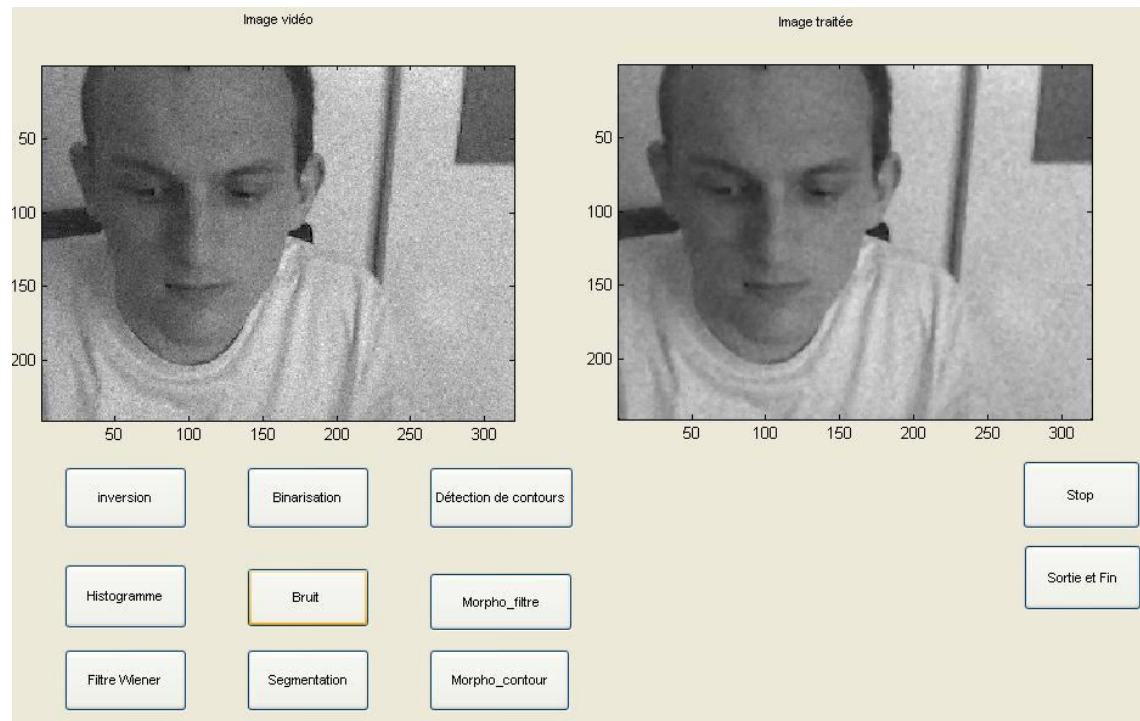 Image vidéo
Image traitée
50
100
150
200
50
100
150
200
250
300
50
100
150
200
50
100
150
200
250
300
inversion
Binarisation
Détection de contours
Stop
Histogramme
Bruit
Morpho_filtre
Sortie et Fin
Filtre Wiener
Segmentation
Morpho_contour